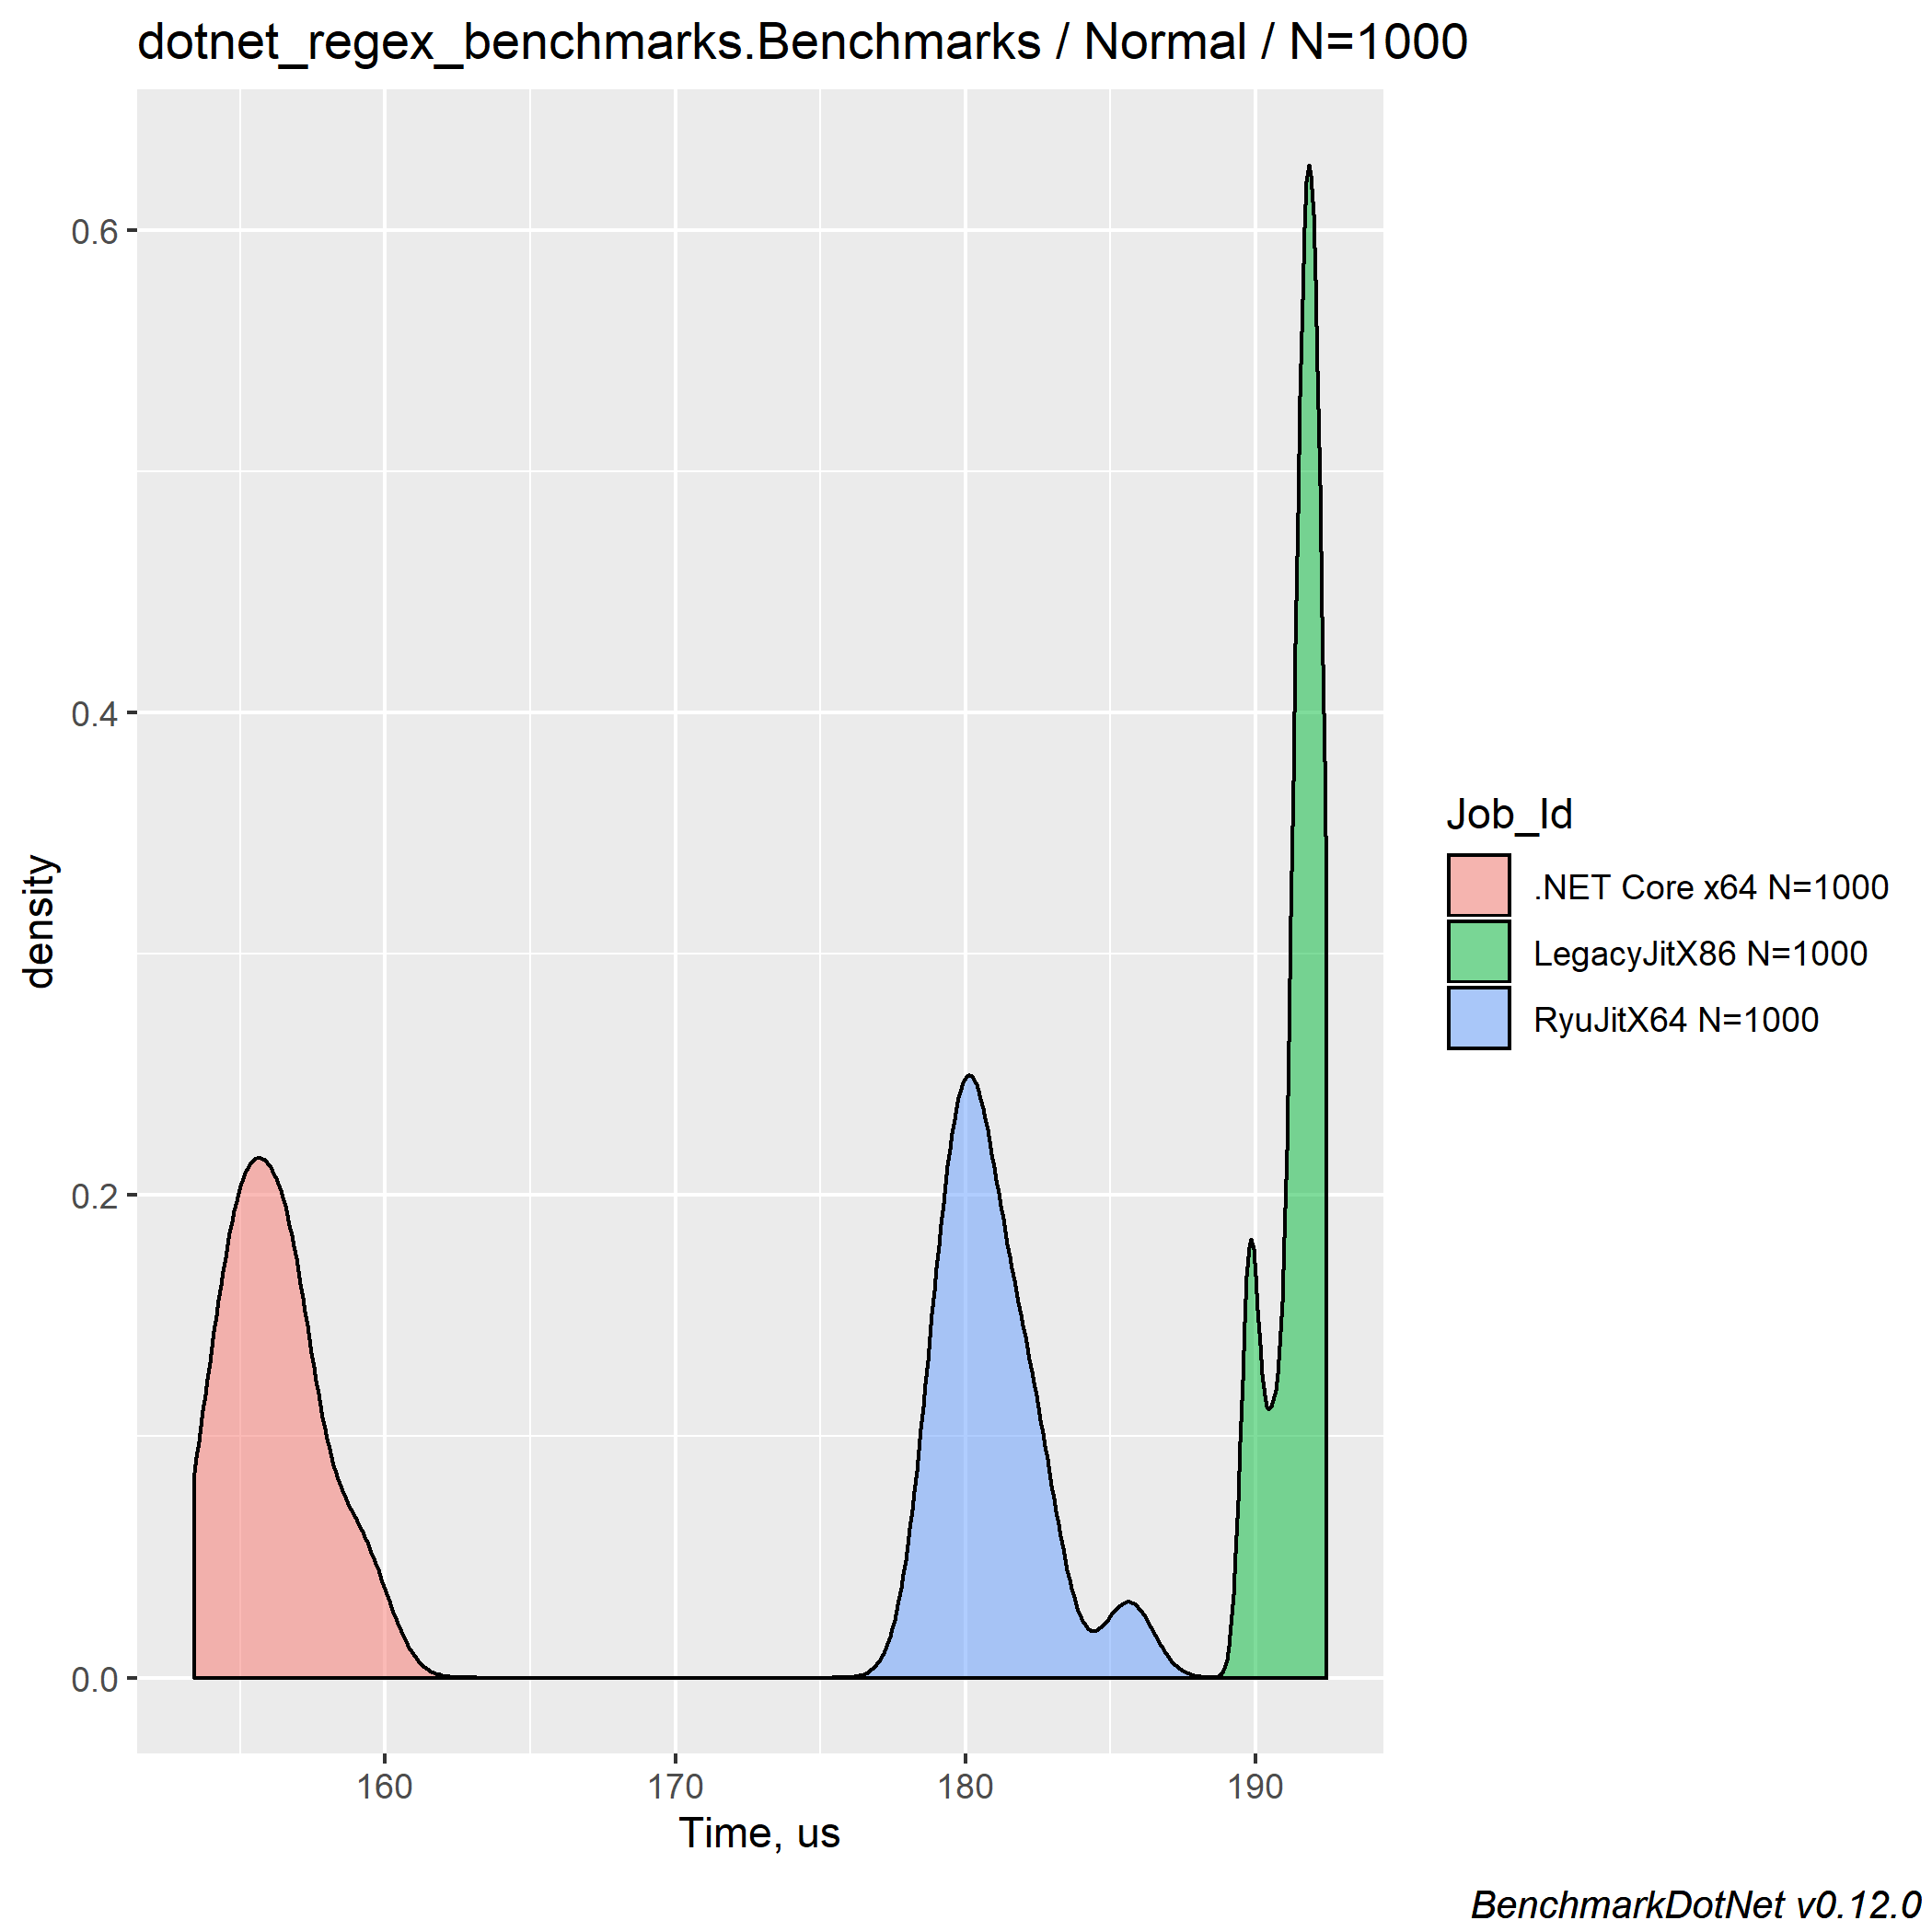 dotnet_regex_benchmarks.Benchmarks / Normal / N=1000
0.6
0.4
0.2
0.0
density
160 170 180 190
Time, us
Job_Id
.NET Core x64 N=1000
LegacyJitX86 N=1000
RyuJitX64 N=1000
BenchmarkDotNet v0.12.0